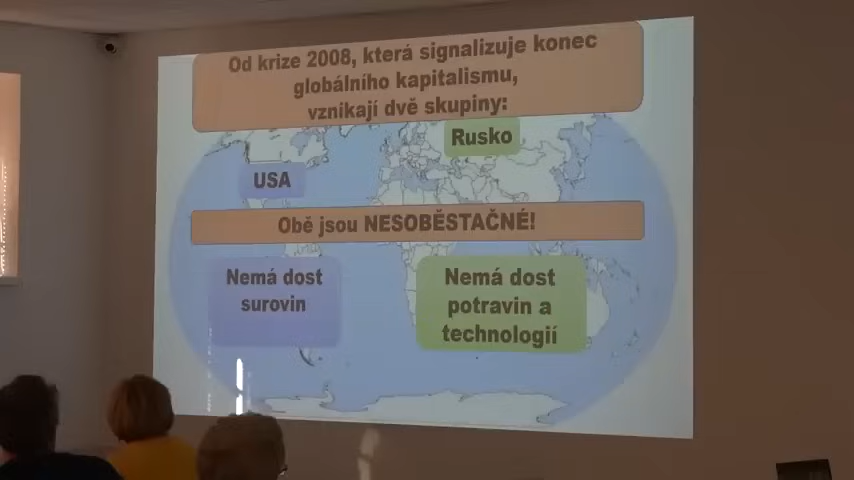 Od krize 2008, která signalizuje konec
globálního kapitalismu,
vznikají dvě skupiny:
Rusko
USA
Obě jsou NESOBĚSTAČNÉ!
Nemá dost
surovin
Nemá dost
potravin a
technologií